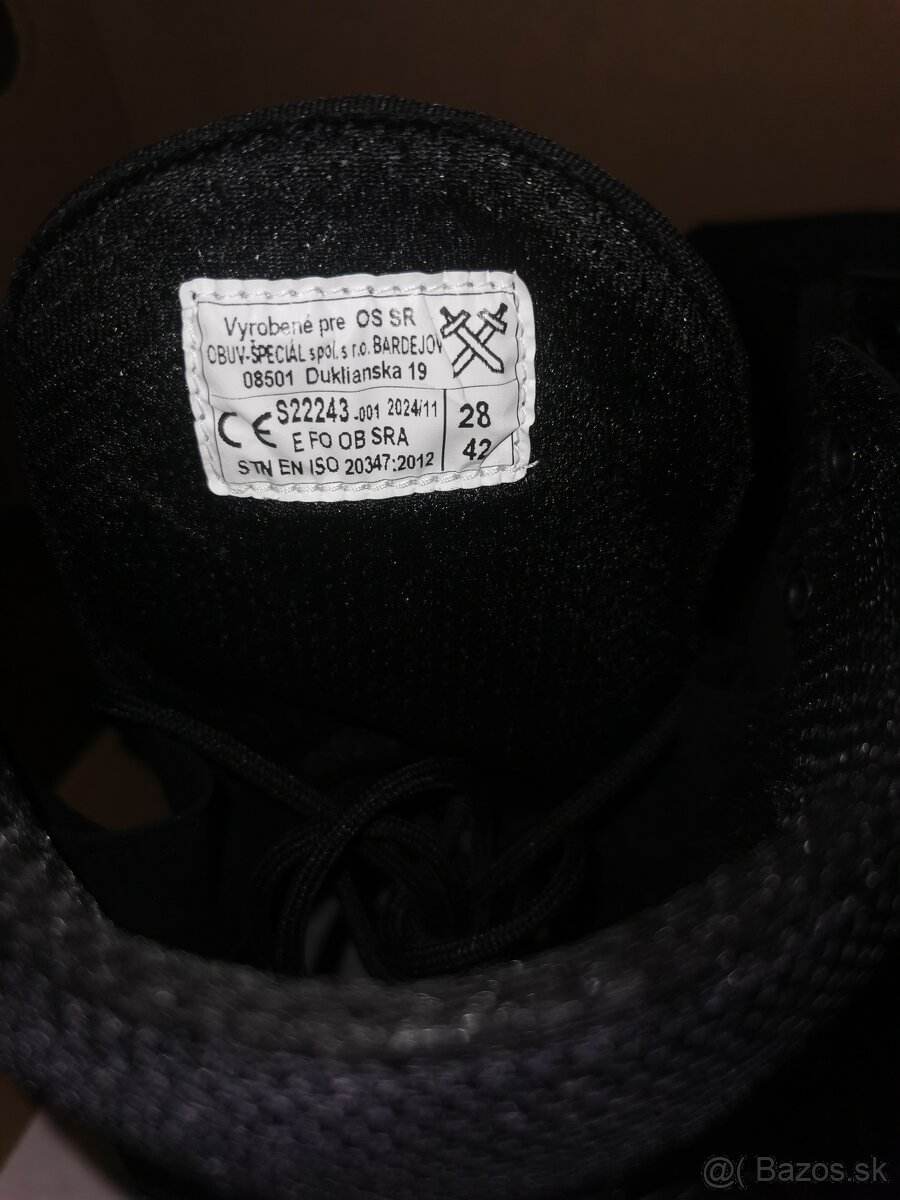 Vyrobené pre OS SR
OBUV-ŠPECIÁL spol. s r.o. BARDEJOV
08501 Duklianska 19
CE S22243-001 2024/11
E FO OB SRA
STN EN ISO 20347:2012
28
42
@( Bazos.sk